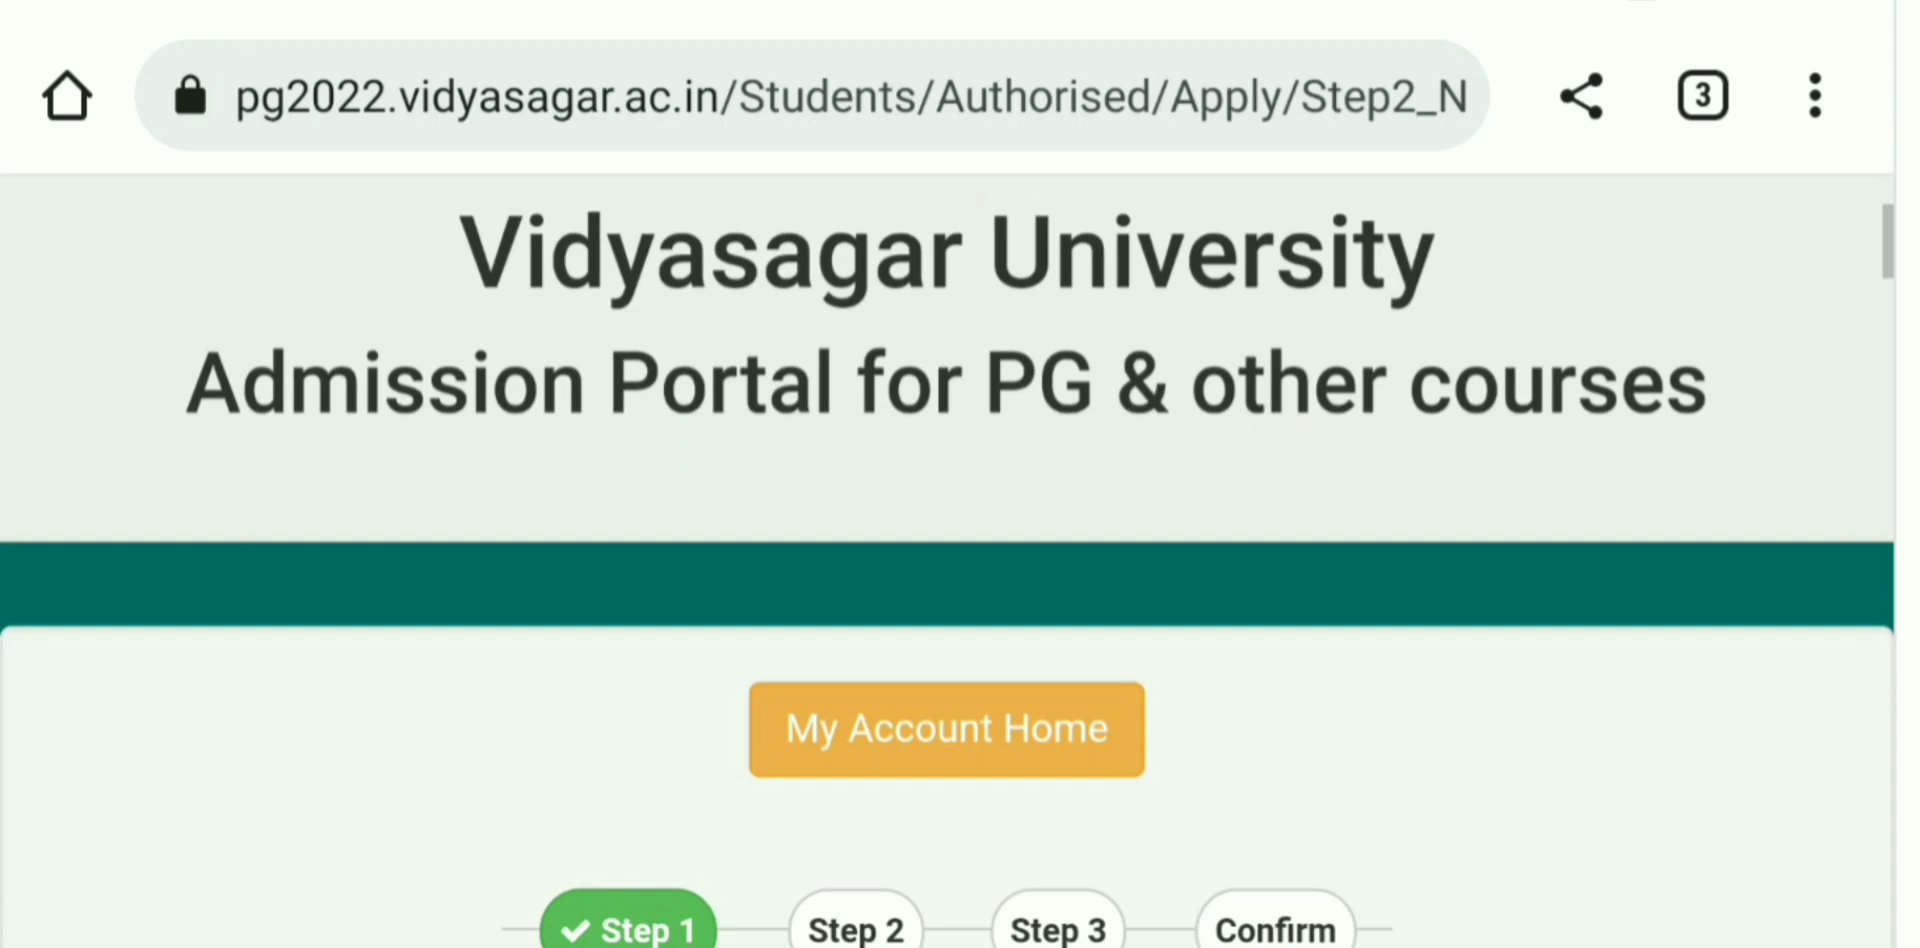 pg2022.vidyasagar.ac.in/Students/Authorised/Apply/Step2_N
3
Vidyasagar University
Admission Portal for PG & other courses
My Account Home
✔ Step 1 Step 2 Step 3 Confirm